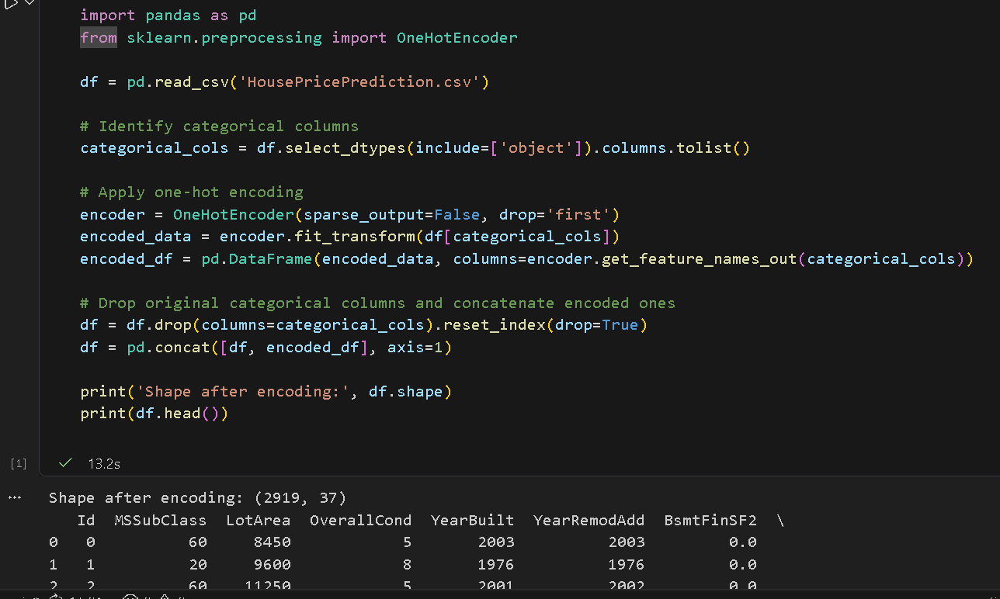 import pandas as pd
from sklearn.preprocessing import OneHotEncoder
df = pd.read_csv('HousePricePrediction.csv')
# Identify categorical columns
categorical_cols = df.select_dtypes(include=['object']).columns.tolist()
# Apply one-hot encoding
encoder = OneHotEncoder(sparse_output=False, drop='first')
encoded_data = encoder.fit_transform(df[categorical_cols])
encoded_df = pd.DataFrame(encoded_data, columns=encoder.get_feature_names_out(categorical_cols))
# Drop original categorical columns and concatenate encoded ones
df = df.drop(columns=categorical_cols).reset_index(drop=True)
df = pd.concat([df, encoded_df], axis=1)
print('Shape after encoding:', df.shape)
print(df.head())
[1] 13.2s
Shape after encoding: (2919, 37)
Id MSSubClass LotArea OverallCond YearBuilt YearRemodAdd BsmtFinSF2 \
0 0 60 8450 5 2003 2003 0.0
1 1 20 9600 8 1976 1976 0.0
2 2 60 11250 5 2001 2002 0.0